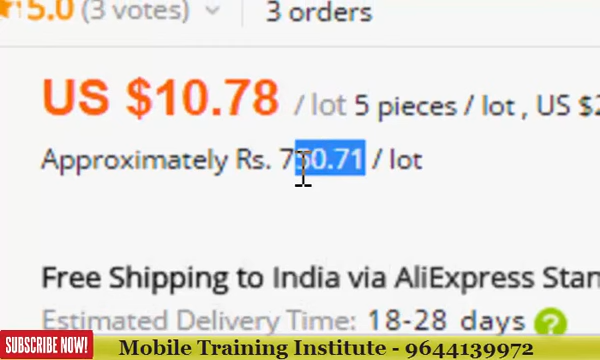 5.0 (3 votes) 3 orders
US $10.78 / lot 5 pieces / lot , US $2
Approximately Rs. 750.71 / lot
Free Shipping to India via AliExpress Stan
Estimated Delivery Time: 18-28 days ?
SUBSCRIBE NOW! Mobile Training Institute - 9644139972